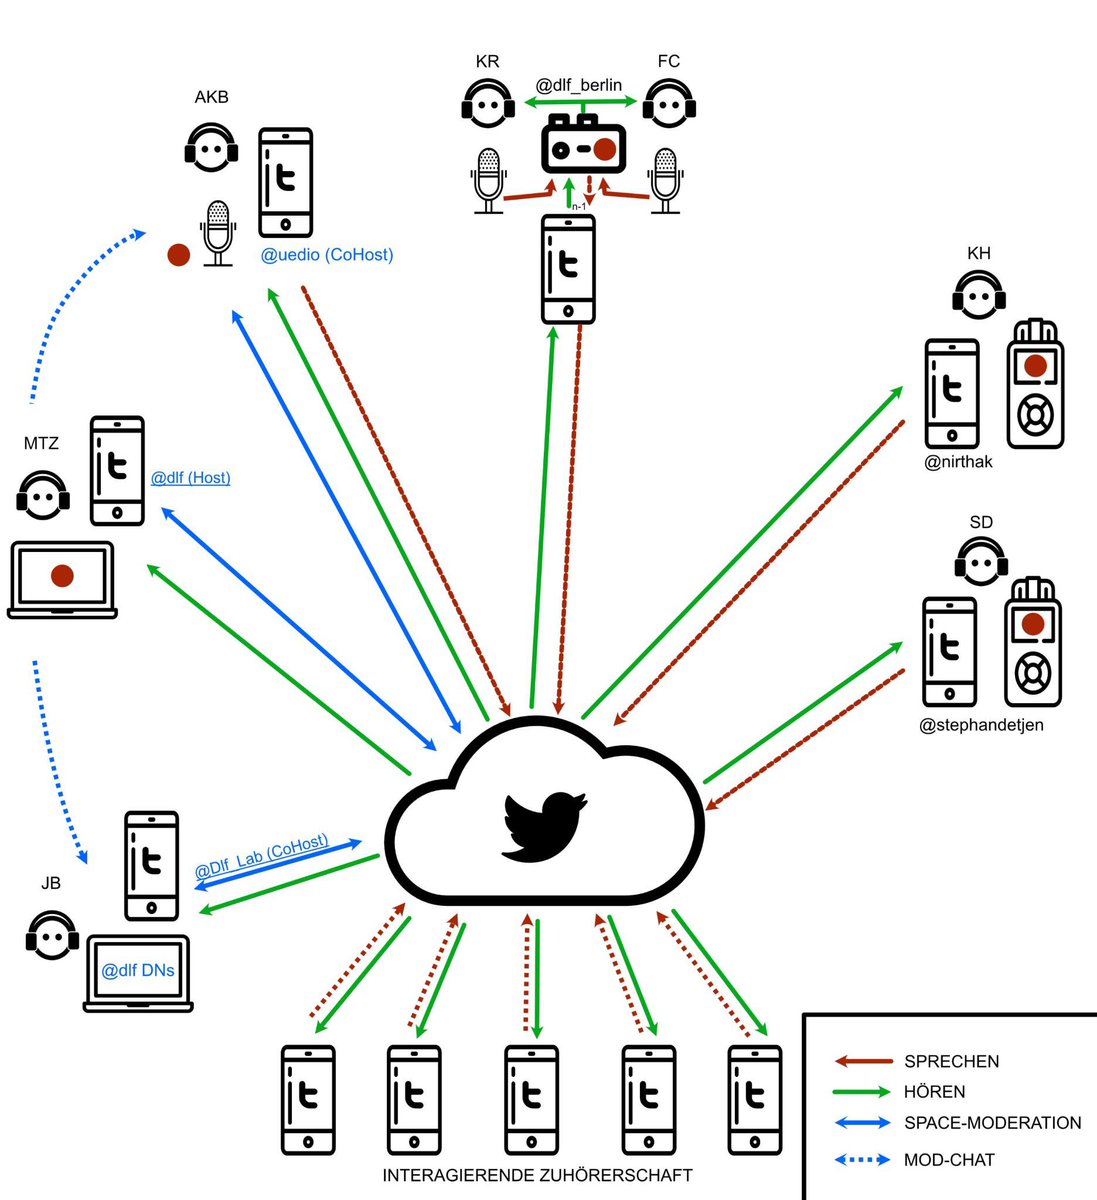 KR
FC
@dlf_berlin
AKB
n-1
@uedio (CoHost)
KH
MTZ
@dlf (Host)
@nirthak
SD
@stephandetjen
@Dlf_Lab (CoHost)
JB
@dlf DNs
SPRECHEN
HÖREN
SPACE-MODERATION
MOD-CHAT
INTERAGIERENDE ZUHÖRERSCHAFT